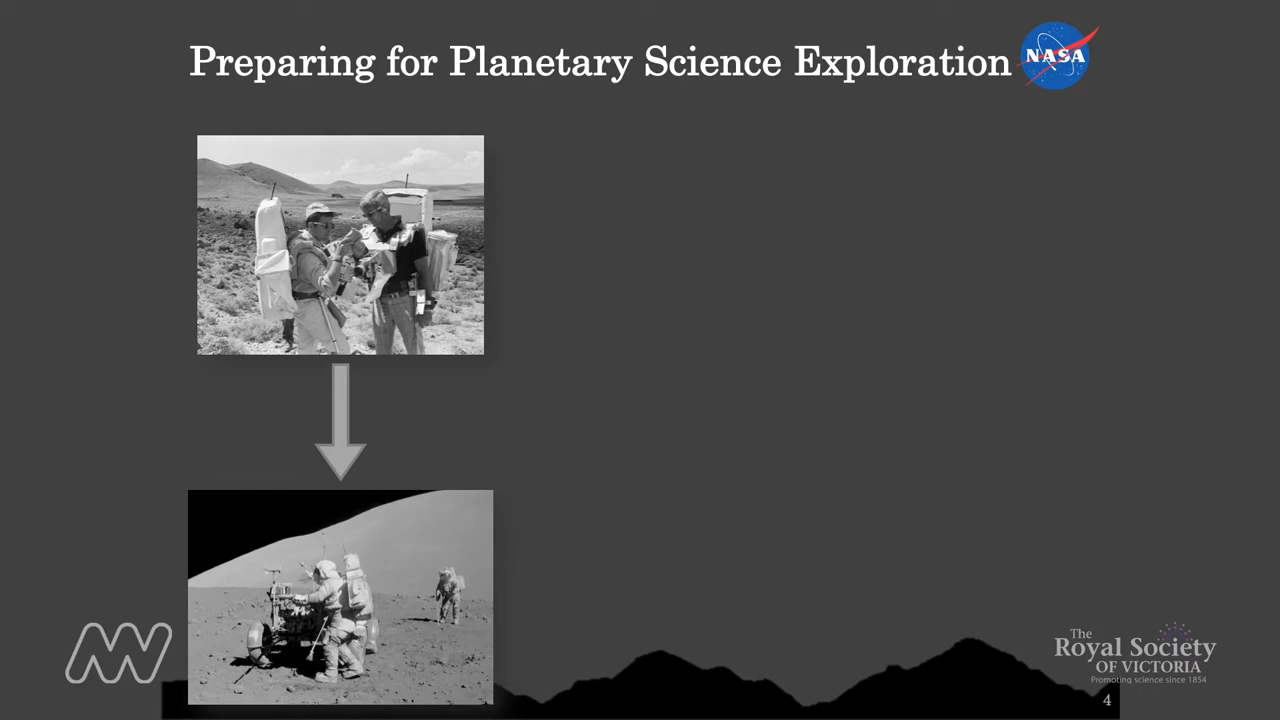 Preparing for Planetary Science Exploration
NASA
The
Royal Society
OF VICTORIA
Promoting science since 1854
4